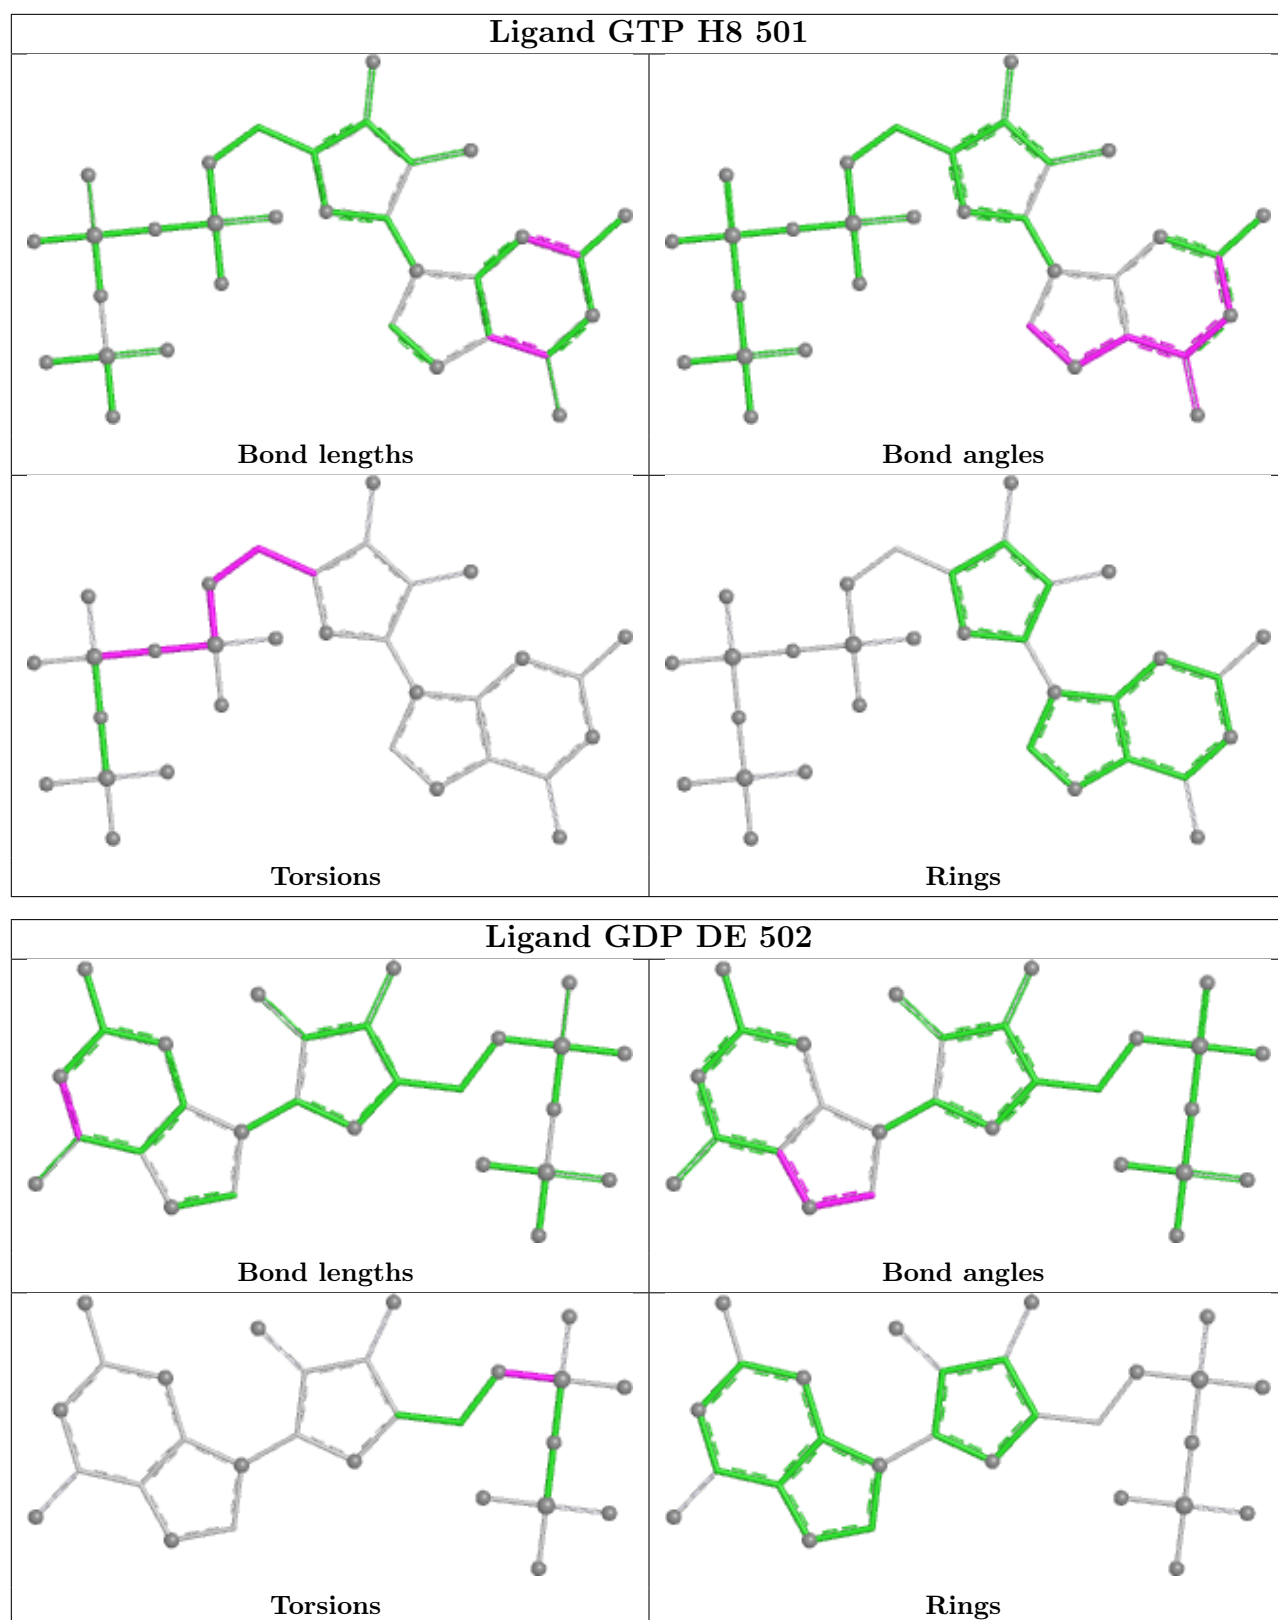 Ligand GTP H8 501
Bond lengths
Bond angles
Torsions
Rings
Ligand GDP DE 502
Bond lengths
Bond angles
Torsions
Rings